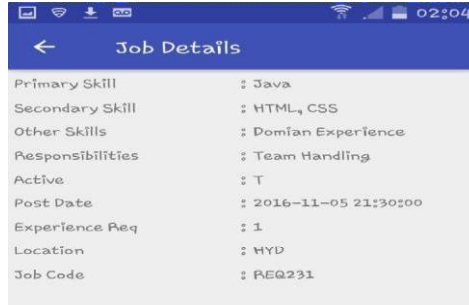 02:04
Job Details
Primary Skill : Java
Secondary Skill : HTML, CSS
Other Skills : Domian Experience
Responsibilities : Team Handling
Active : T
Post Date : 2016-11-05 21:30:00
Experience Req : 1
Location : HYD
Job Code : REQ231